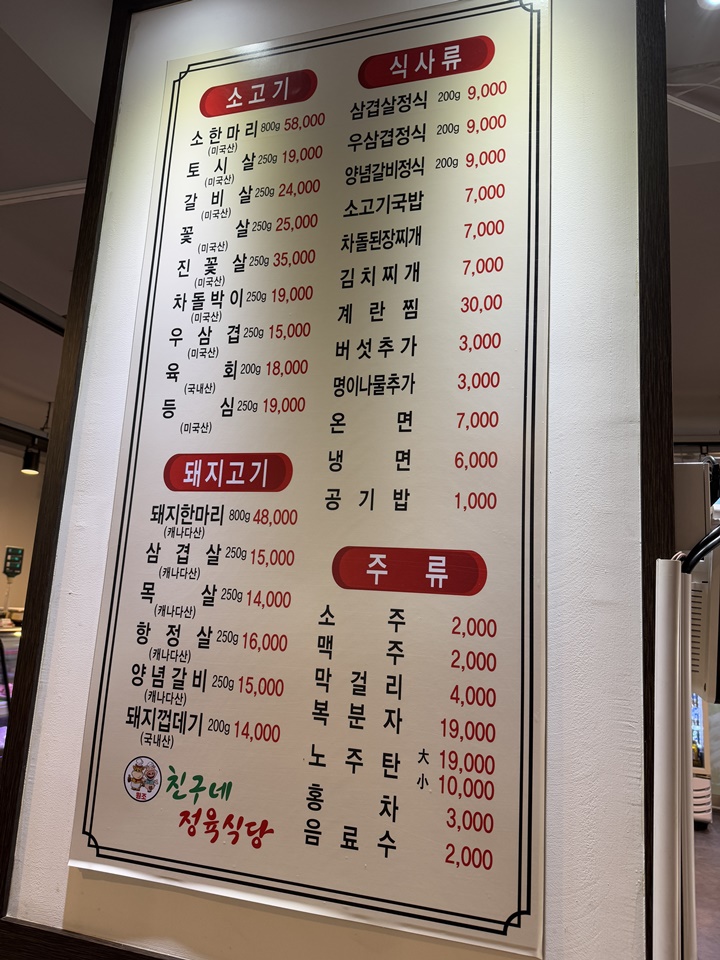 소고기
소한마리 800g 58,000
(미국산)
토시살 250g 19,000
(미국산)
갈비살 250g 24,000
(미국산)
꽃살 250g 25,000
(미국산)
진꽃살 250g 35,000
(미국산)
차돌박이 250g 19,000
(미국산)
우삼겹 250g 15,000
(미국산)
육회 200g 18,000
(국내산)
등심 250g 19,000
(미국산)
돼지고기
돼지한마리 800g 48,000
(캐나다산)
삼겹살 250g 15,000
(캐나다산)
목살 250g 14,000
(캐나다산)
항정살 250g 16,000
(캐나다산)
양념갈비 250g 15,000
(캐나다산)
돼지껍데기 200g 14,000
(국내산)
원조
친구네
정육식당
식사류
삼겹살정식 200g 9,000
우삼겹정식 200g 9,000
양념갈비정식 200g 9,000
소고기국밥 7,000
차돌된장찌개 7,000
김치찌개 7,000
계란찜 30,00
버섯추가 3,000
명이나물추가 3,000
온면 7,000
냉면 6,000
공기밥 1,000
주류
소주 2,000
맥주 2,000
막걸리 4,000
복분자 19,000
노주탄 大 19,000
小 10,000
홍차 3,000
음료수 2,000